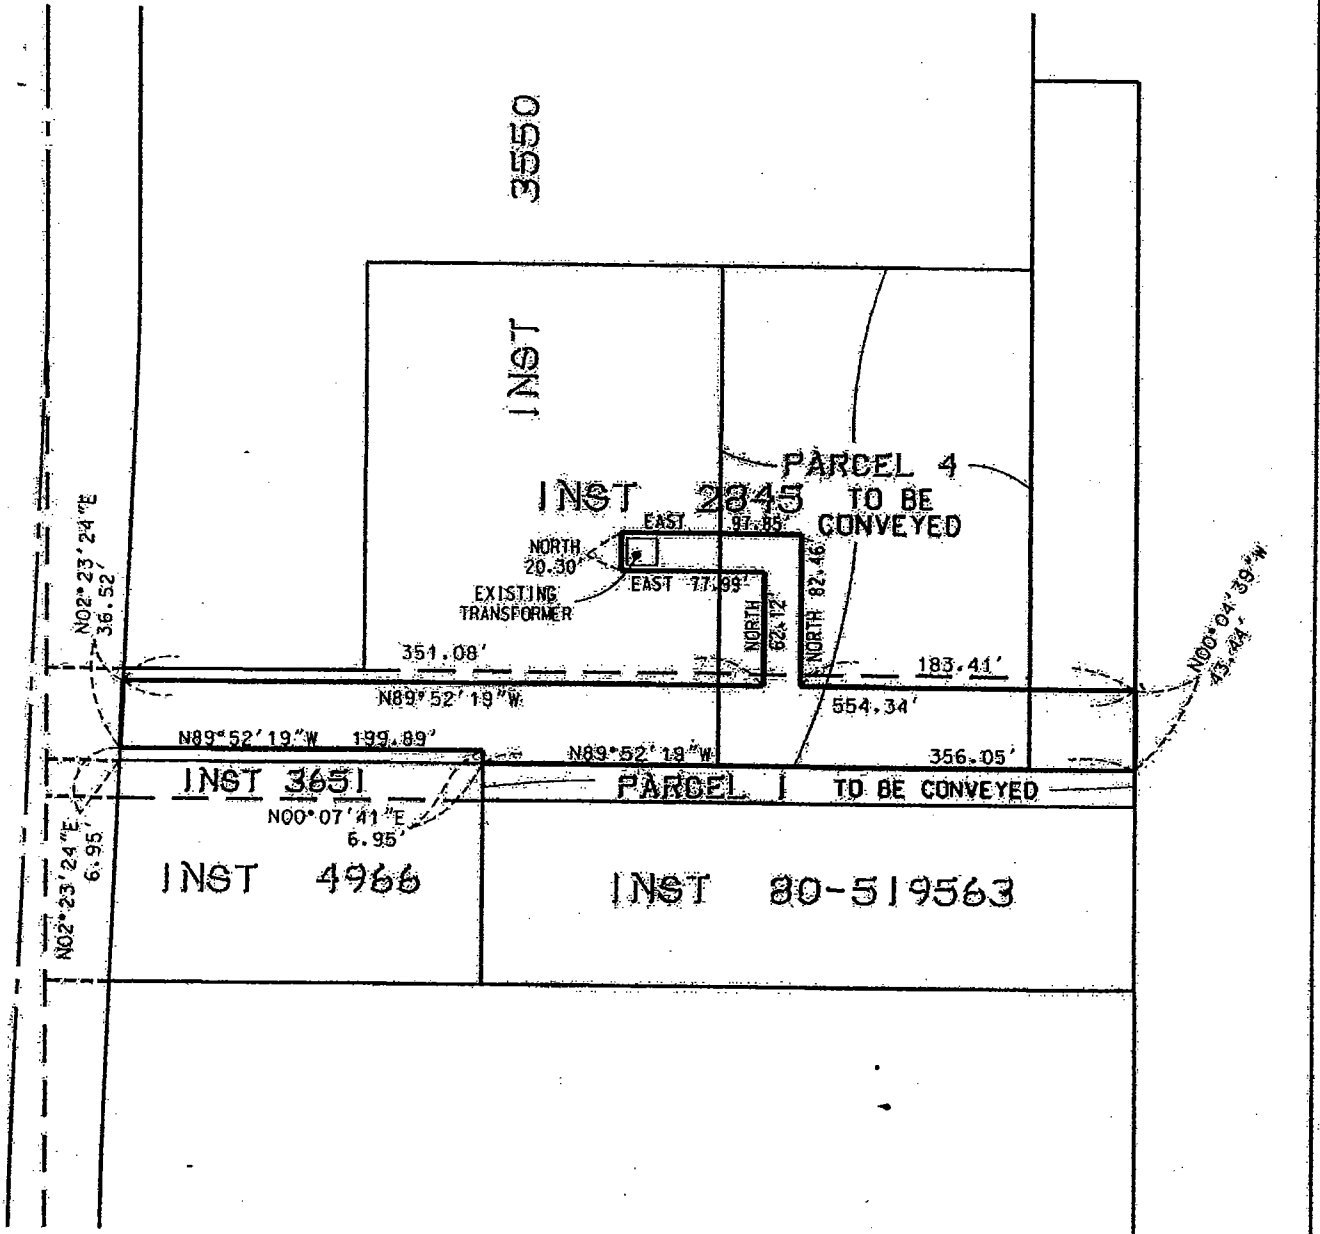 3550
INST
PARCEL 4
INST 2845 TO BE
CONVEYED
EAST 97.85'
NORTH
20.30'
EAST 77.99'
EXISTING
TRANSFORMER
NORTH
62.12'
NORTH 82.46'
N02°23'24"E
36.52'
N00°04'39"W
43.44'
351.08'
183.41'
N89°52'19"W
554.34'
N89°52'19"W 199.89'
N89°52'19"W
356.05'
INST 3651
PARCEL 1 TO BE CONVEYED
N00°07'41"E
6.95'
N02°23'24"E
6.95'
INST 4966
INST 80-519563